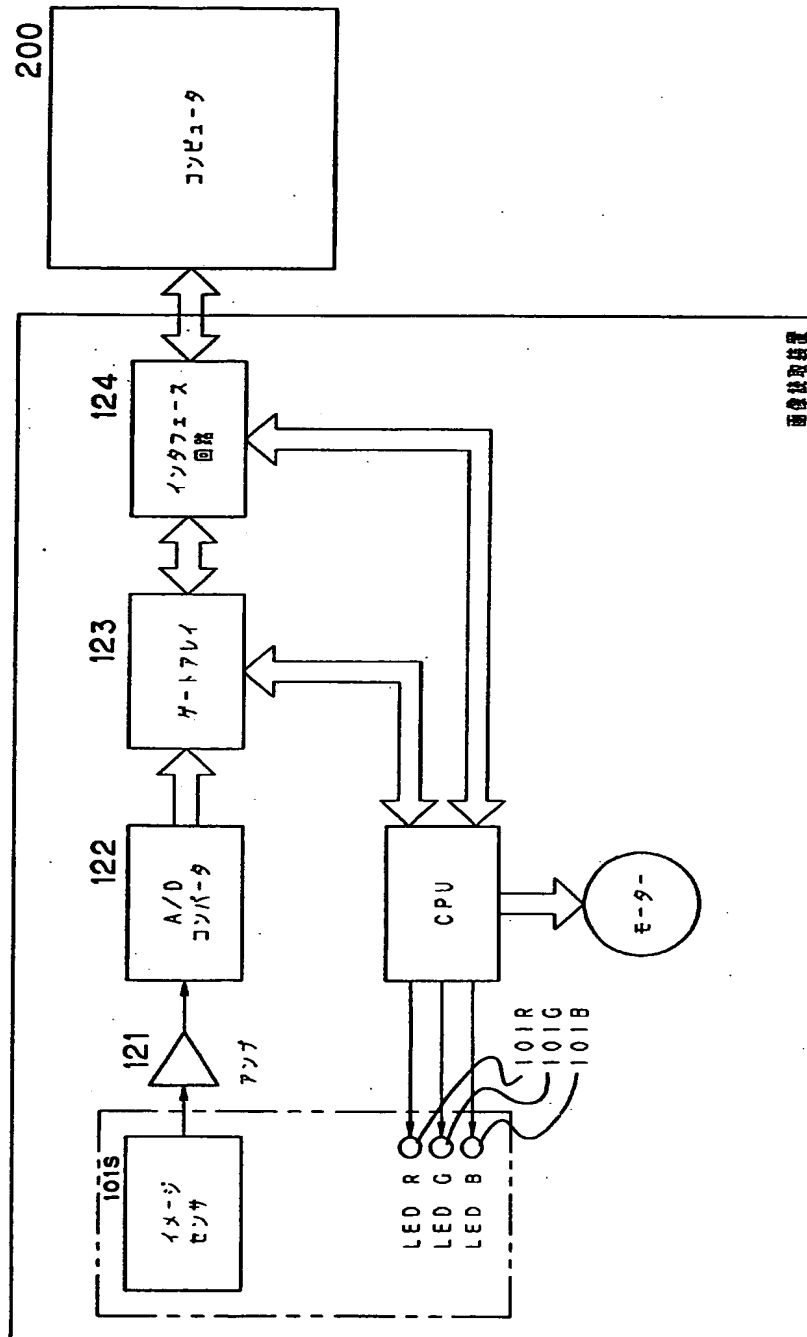 200
コンピュータ
124
インタフェース
回路
123
ゲートアレイ
122
A/D
コンバータ
121
アンプ
101S
イメージ
センサ
CPU
モーター
LED R
LED G
LED B
101R
101G
101B
画像読取装置